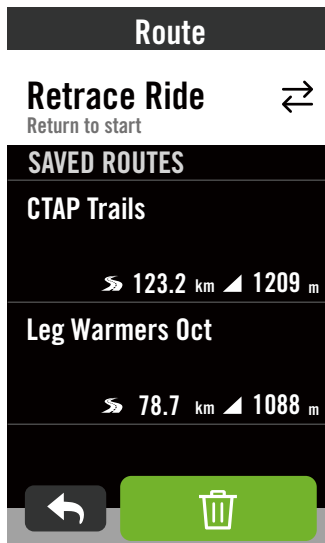 Route
Retrace Ride
Return to start
SAVED ROUTES
CTAP Trails
123.2 km 1209 m
Leg Warmers Oct
78.7 km 1088 m